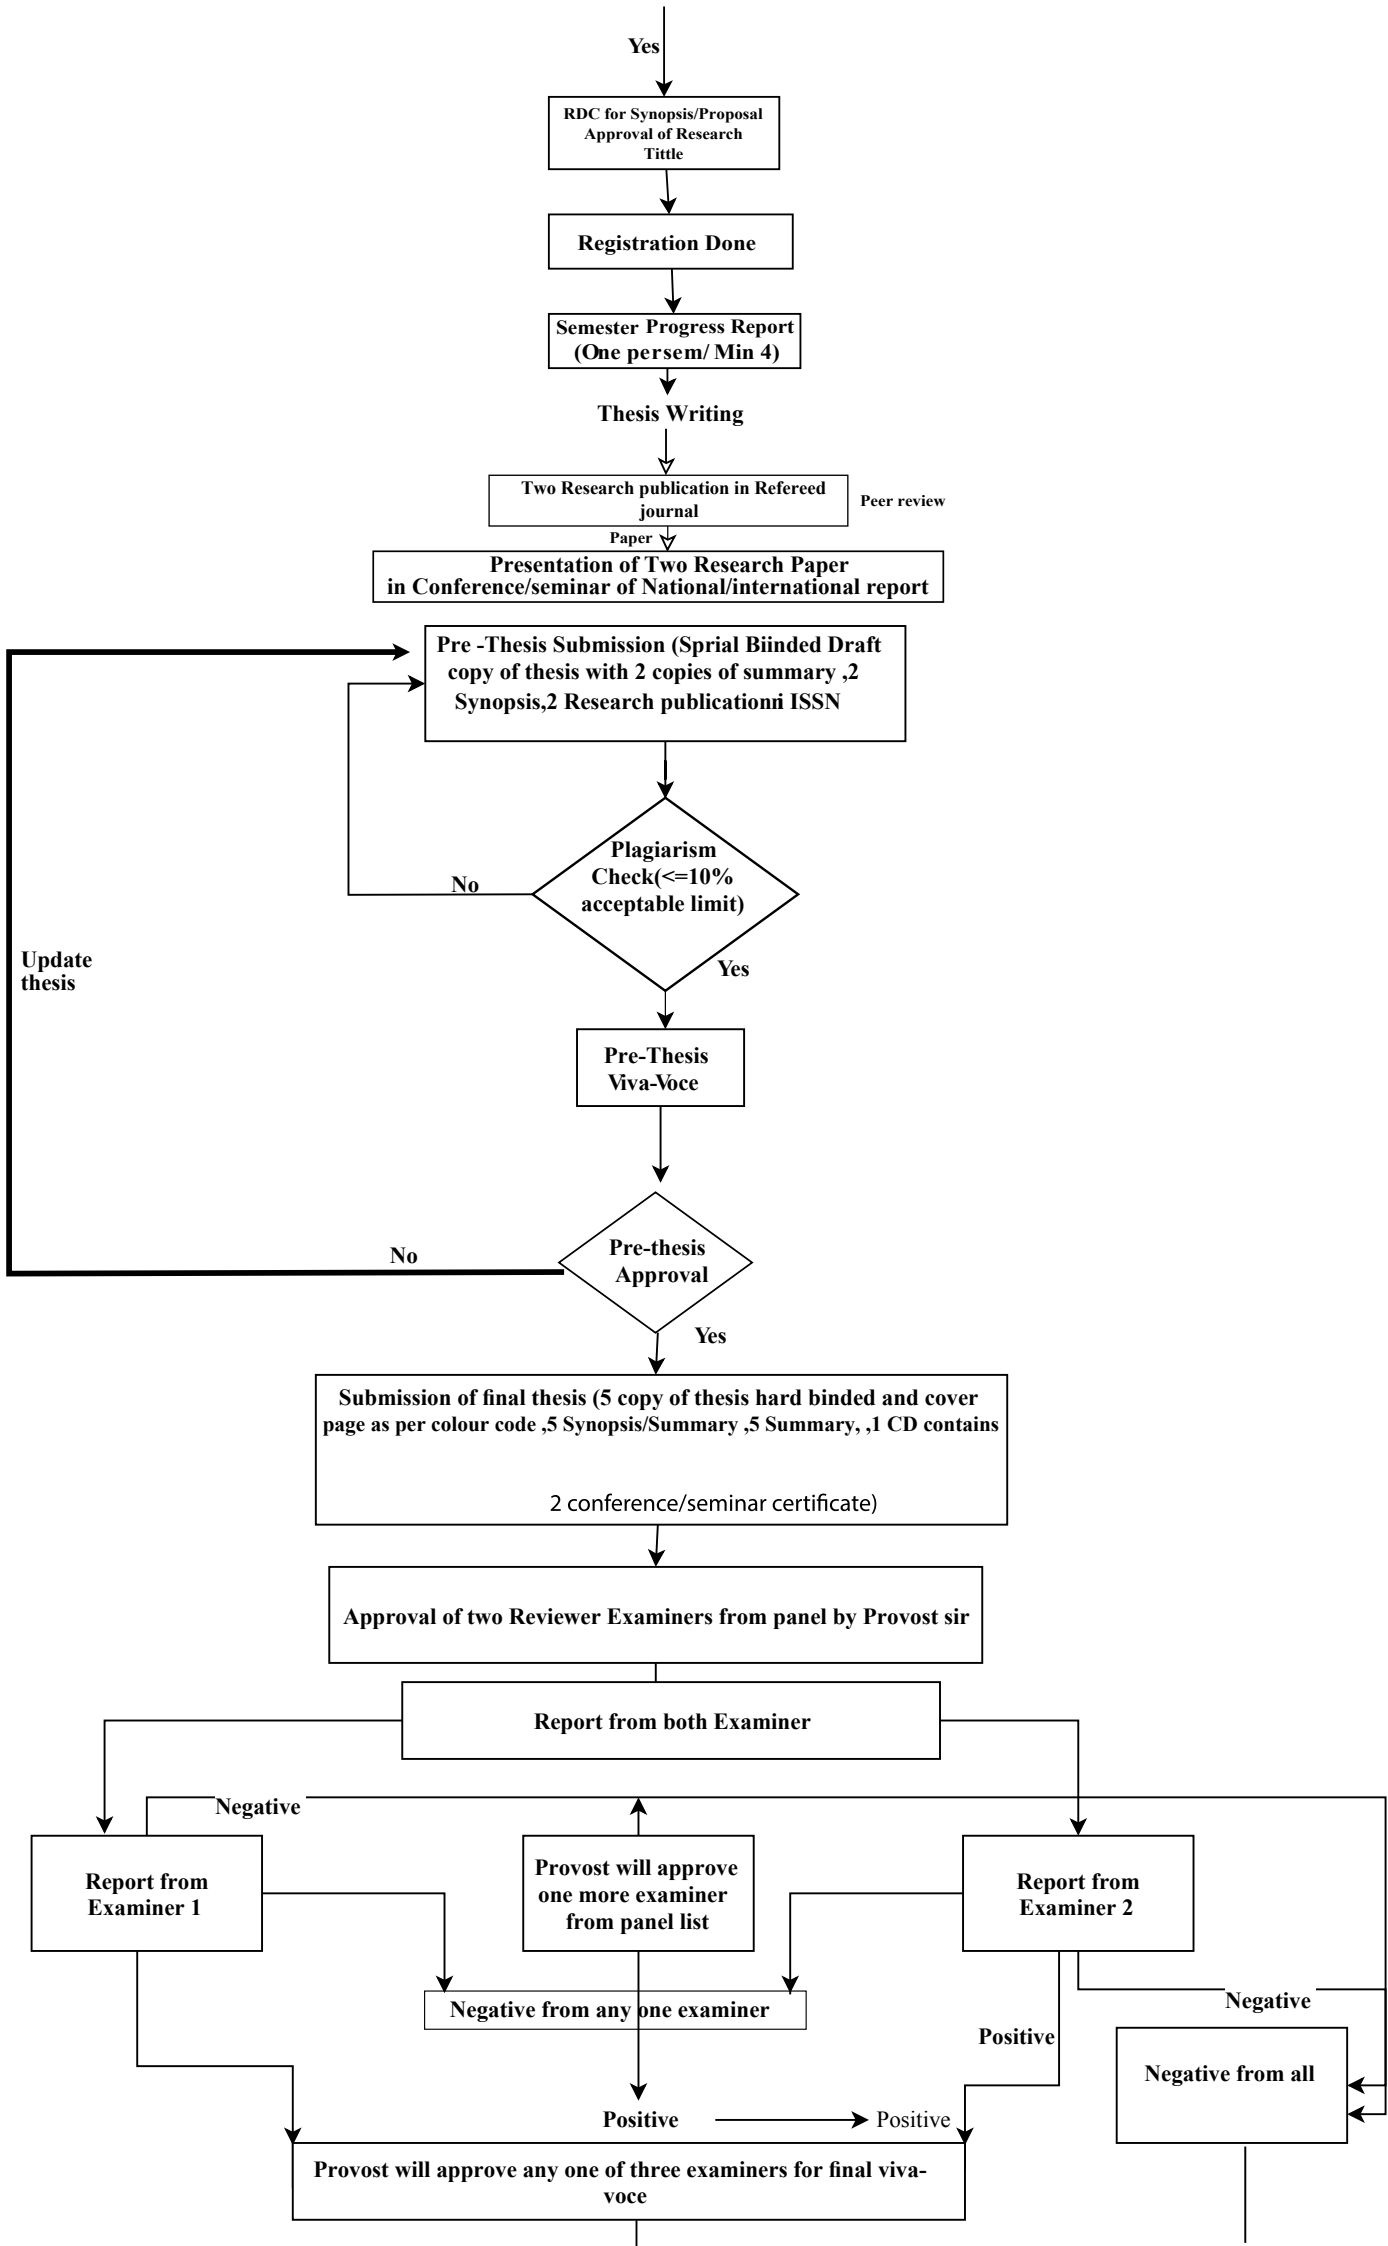 Yes
RDC for Synopsis/Proposal
Approval of Research
Tittle
Registration Done
Semester Progress Report
(One persem/ Min 4)
Thesis Writing
Two Research publication in Refereed
journal
Peer review
Paper
Presentation of Two Research Paper
in Conference/seminar of National/international report
Pre -Thesis Submission (Sprial Biinded Draft
copy of thesis with 2 copies of summary ,2
Synopsis,2 Research publicationni ISSN
Plagiarism
Check(<=10%
acceptable limit)
No
Update
thesis
Yes
Pre-Thesis
Viva-Voce
Pre-thesis
Approval
No
Yes
Submission of final thesis (5 copy of thesis hard binded and cover
page as per colour code ,5 Synopsis/Summary ,5 Summary, ,1 CD contains
2 conference/seminar certificate)
Approval of two Reviewer Examiners from panel by Provost sir
Report from both Examiner
Negative
Report from
Examiner 1
Provost will approve
one more examiner
from panel list
Report from
Examiner 2
Negative from any one examiner
Negative
Positive
Negative from all
Positive
Positive
Provost will approve any one of three examiners for final viva-
voce